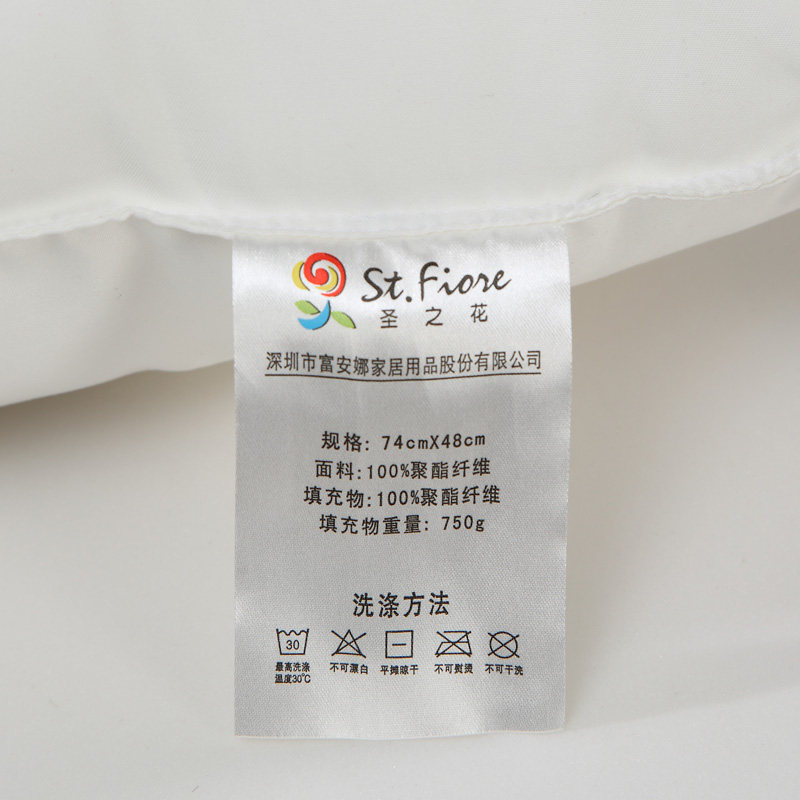 St.Fiore
圣之花
深圳市富安娜家居用品股份有限公司
规格: 74cmX48cm
面料:100%聚酯纤维
填充物:100%聚酯纤维
填充物重量: 750g
洗涤方法
30
最高洗涤
温度30℃
不可漂白
平摊晾干
不可熨烫
不可干洗